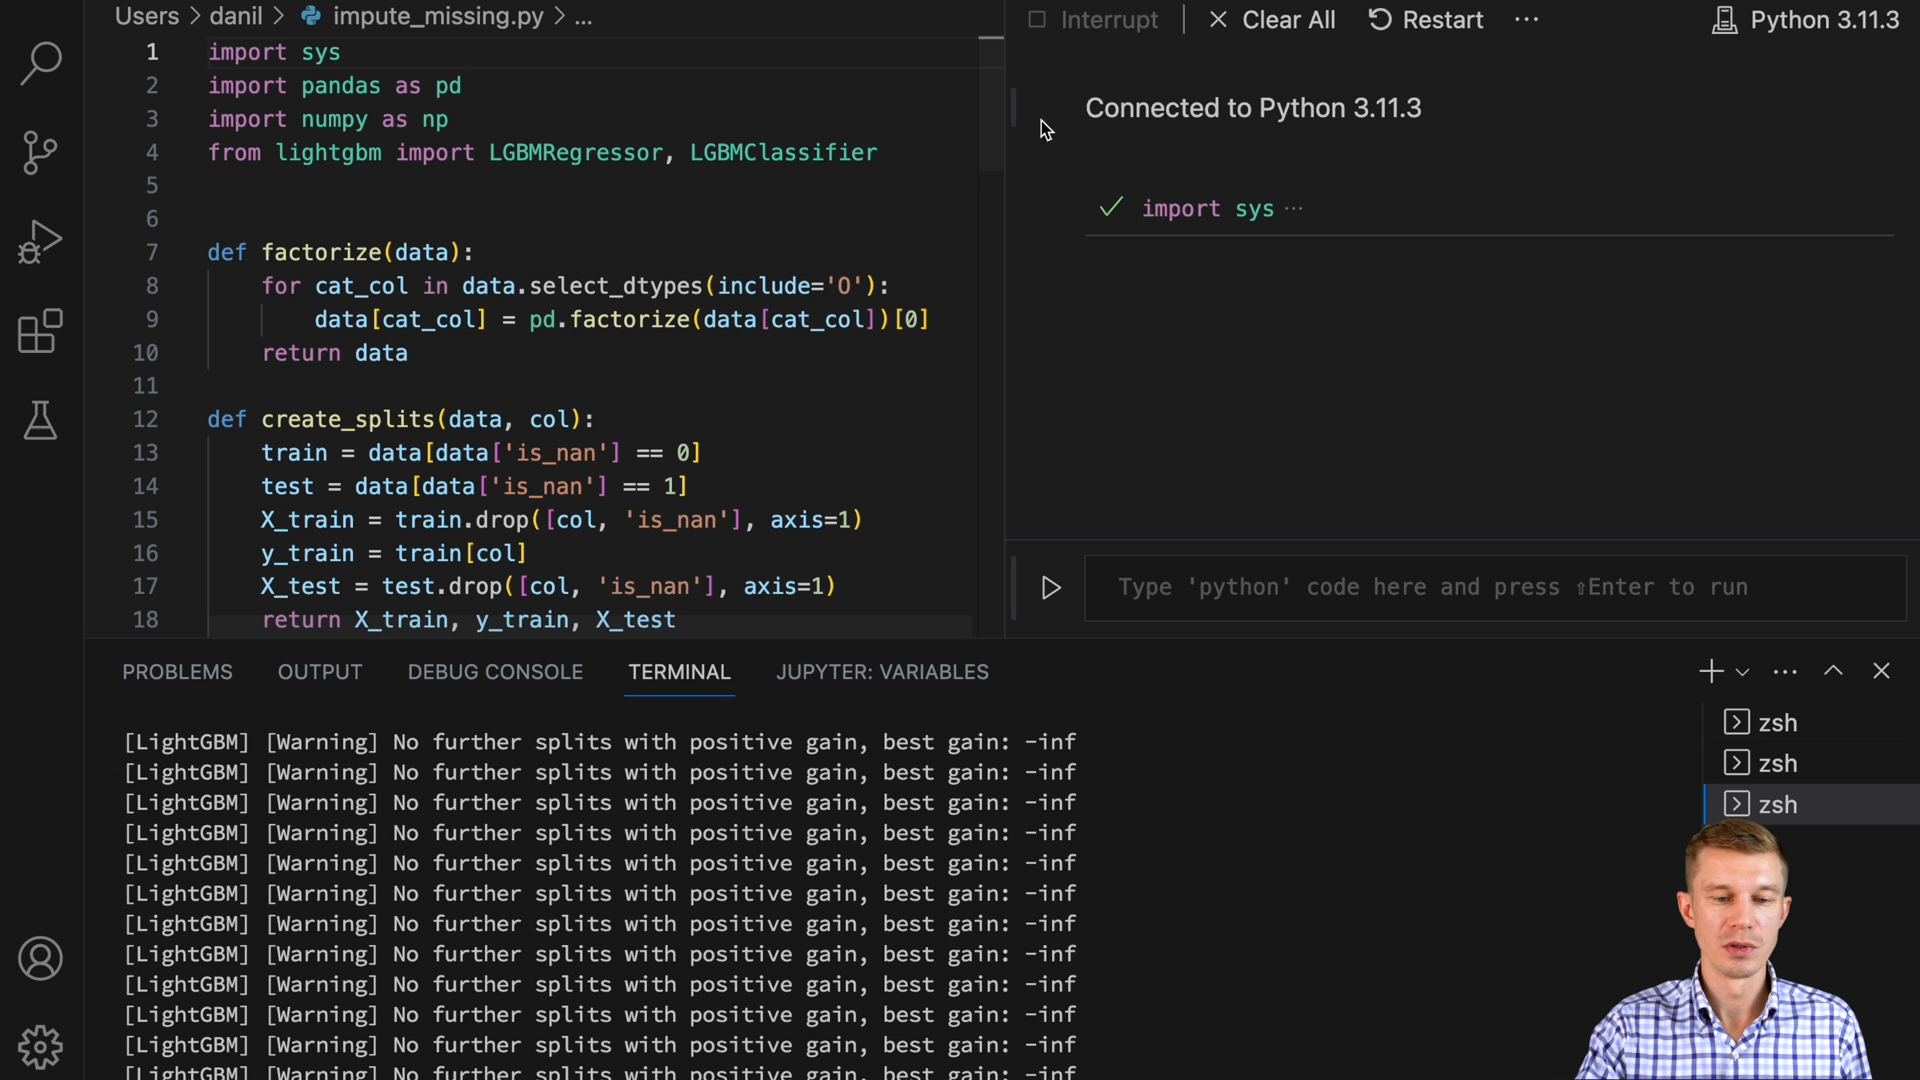 Users > danil > impute_missing.py > ...
1 import sys
2 import pandas as pd
3 import numpy as np
4 from lightgbm import LGBMRegressor, LGBMClassifier
5
6
7 def factorize(data):
8 for cat_col in data.select_dtypes(include='O'):
9 data[cat_col] = pd.factorize(data[cat_col])[0]
10 return data
11
12 def create_splits(data, col):
13 train = data[data['is_nan'] == 0]
14 test = data[data['is_nan'] == 1]
15 X_train = train.drop([col, 'is_nan'], axis=1)
16 y_train = train[col]
17 X_test = test.drop([col, 'is_nan'], axis=1)
18 return X_train, y_train, X_test
Interrupt | Clear All Restart ... Python 3.11.3
Connected to Python 3.11.3
import sys ...
Type 'python' code here and press ⇧Enter to run
PROBLEMS OUTPUT DEBUG CONSOLE TERMINAL JUPYTER: VARIABLES
[LightGBM] [Warning] No further splits with positive gain, best gain: -inf
[LightGBM] [Warning] No further splits with positive gain, best gain: -inf
[LightGBM] [Warning] No further splits with positive gain, best gain: -inf
[LightGBM] [Warning] No further splits with positive gain, best gain: -inf
[LightGBM] [Warning] No further splits with positive gain, best gain: -inf
[LightGBM] [Warning] No further splits with positive gain, best gain: -inf
[LightGBM] [Warning] No further splits with positive gain, best gain: -inf
[LightGBM] [Warning] No further splits with positive gain, best gain: -inf
[LightGBM] [Warning] No further splits with positive gain, best gain: -inf
[LightGBM] [Warning] No further splits with positive gain, best gain: -inf
[LightGBM] [Warning] No further splits with positive gain, best gain: -inf
[LightGBM] [Warning] No further splits with positive gain, best gain: -inf
zsh
zsh
zsh